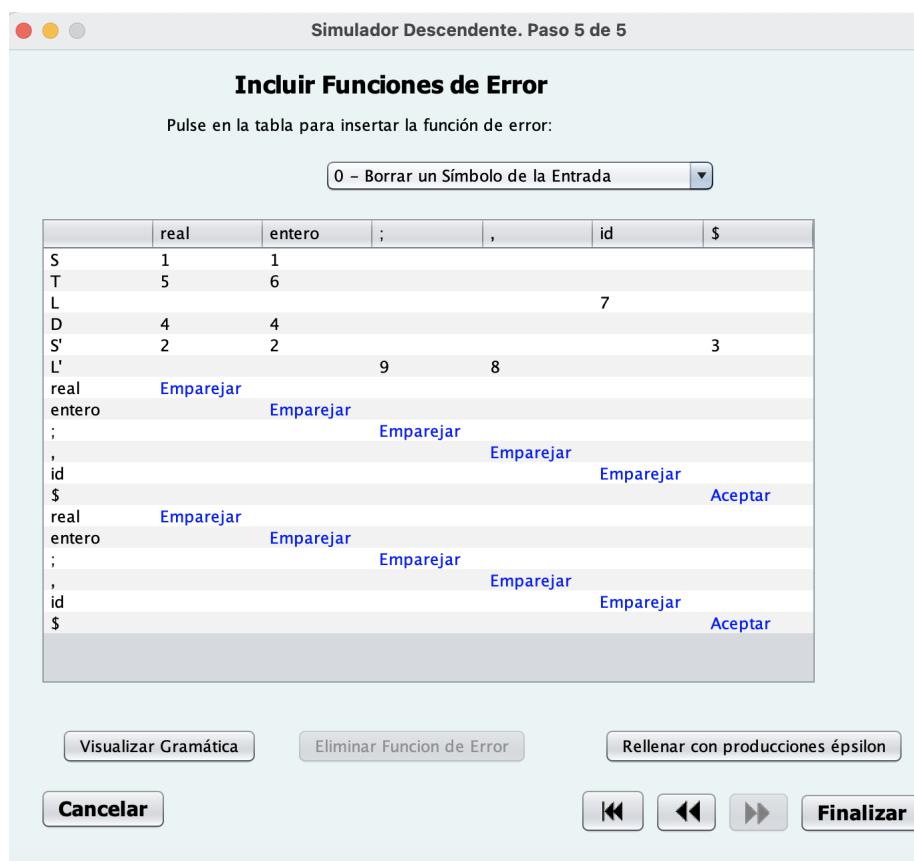 Simulador Descendente. Paso 5 de 5
Incluir Funciones de Error
Pulse en la tabla para insertar la función de error:
0 - Borrar un Símbolo de la Entrada
real entero ; , id $
S 1 1
T 5 6
L 7
D 4 4
S' 2 2 3
L' 9 8
real Emparejar
entero Emparejar
; Emparejar
, Emparejar
id Emparejar
$ Aceptar
real Emparejar
entero Emparejar
; Emparejar
, Emparejar
id Emparejar
$ Aceptar
Visualizar Gramática Eliminar Funcion de Error Rellenar con producciones épsilon
Cancelar Finalizar